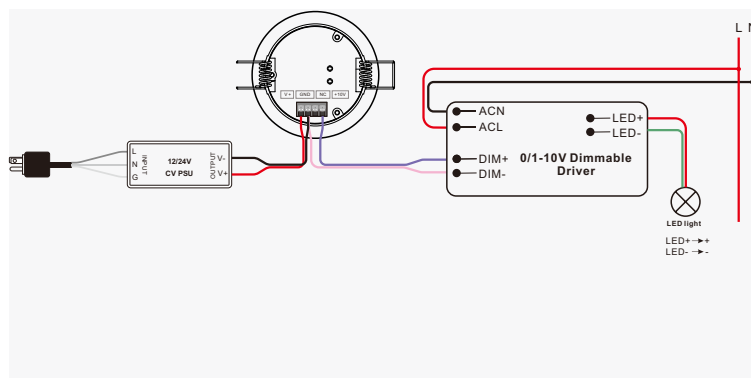 L N
V+ GND NC +10V
ACN
ACL
LED+
LED-
L
N
G
INPUT
12/24V
CV PSU
OUTPUT
V-
V+
DIM+
DIM-
0/1-10V Dimmable
Driver
LED light
LED+ → +
LED- → -